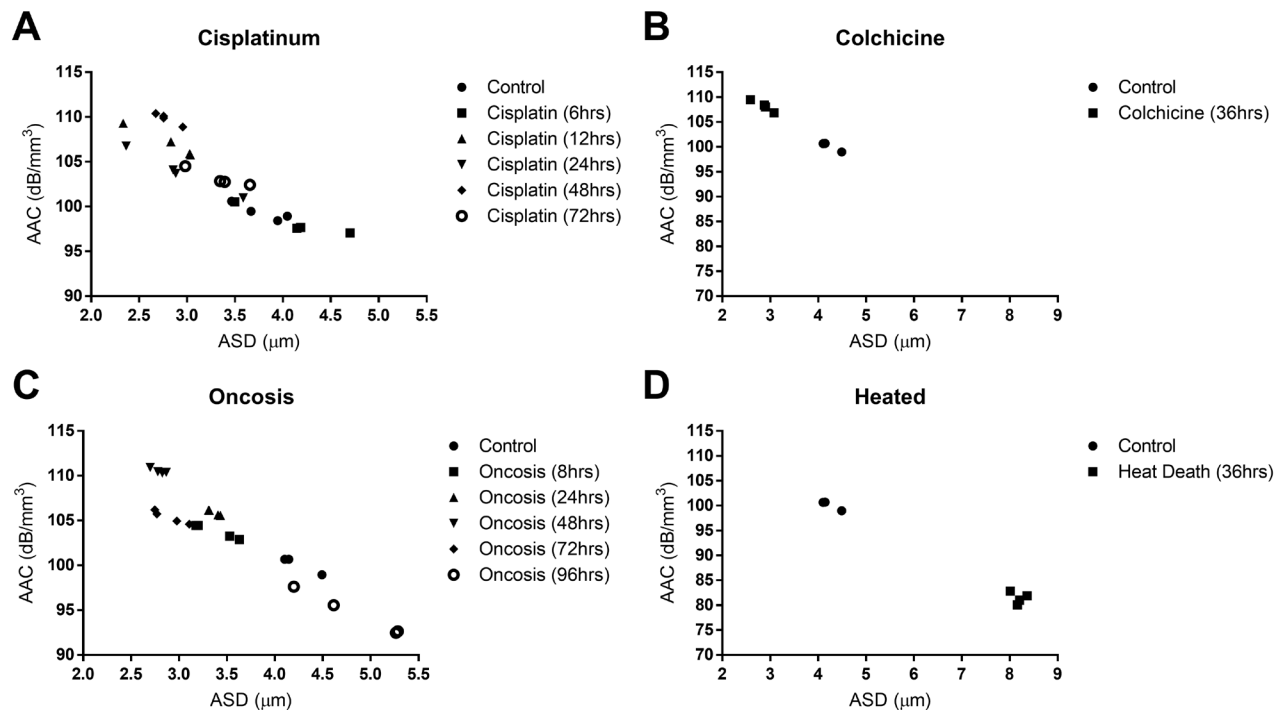 A
Cisplatinum
AAC (dB/mm³)
115
110
105
100
95
90
2.0 2.5 3.0 3.5 4.0 4.5 5.0 5.5
ASD (μm)
Control
Cisplatin (6hrs)
Cisplatin (12hrs)
Cisplatin (24hrs)
Cisplatin (48hrs)
Cisplatin (72hrs)
B
Colchicine
AAC (dB/mm³)
115
110
105
100
95
90
85
80
75
70
2 3 4 5 6 7 8 9
ASD (μm)
Control
Colchicine (36hrs)
C
Oncosis
AAC (dB/mm³)
115
110
105
100
95
90
2.0 2.5 3.0 3.5 4.0 4.5 5.0 5.5
ASD (μm)
Control
Oncosis (8hrs)
Oncosis (24hrs)
Oncosis (48hrs)
Oncosis (72hrs)
Oncosis (96hrs)
D
Heated
AAC (dB/mm³)
115
110
105
100
95
90
85
80
75
70
2 3 4 5 6 7 8 9
ASD (μm)
Control
Heat Death (36hrs)